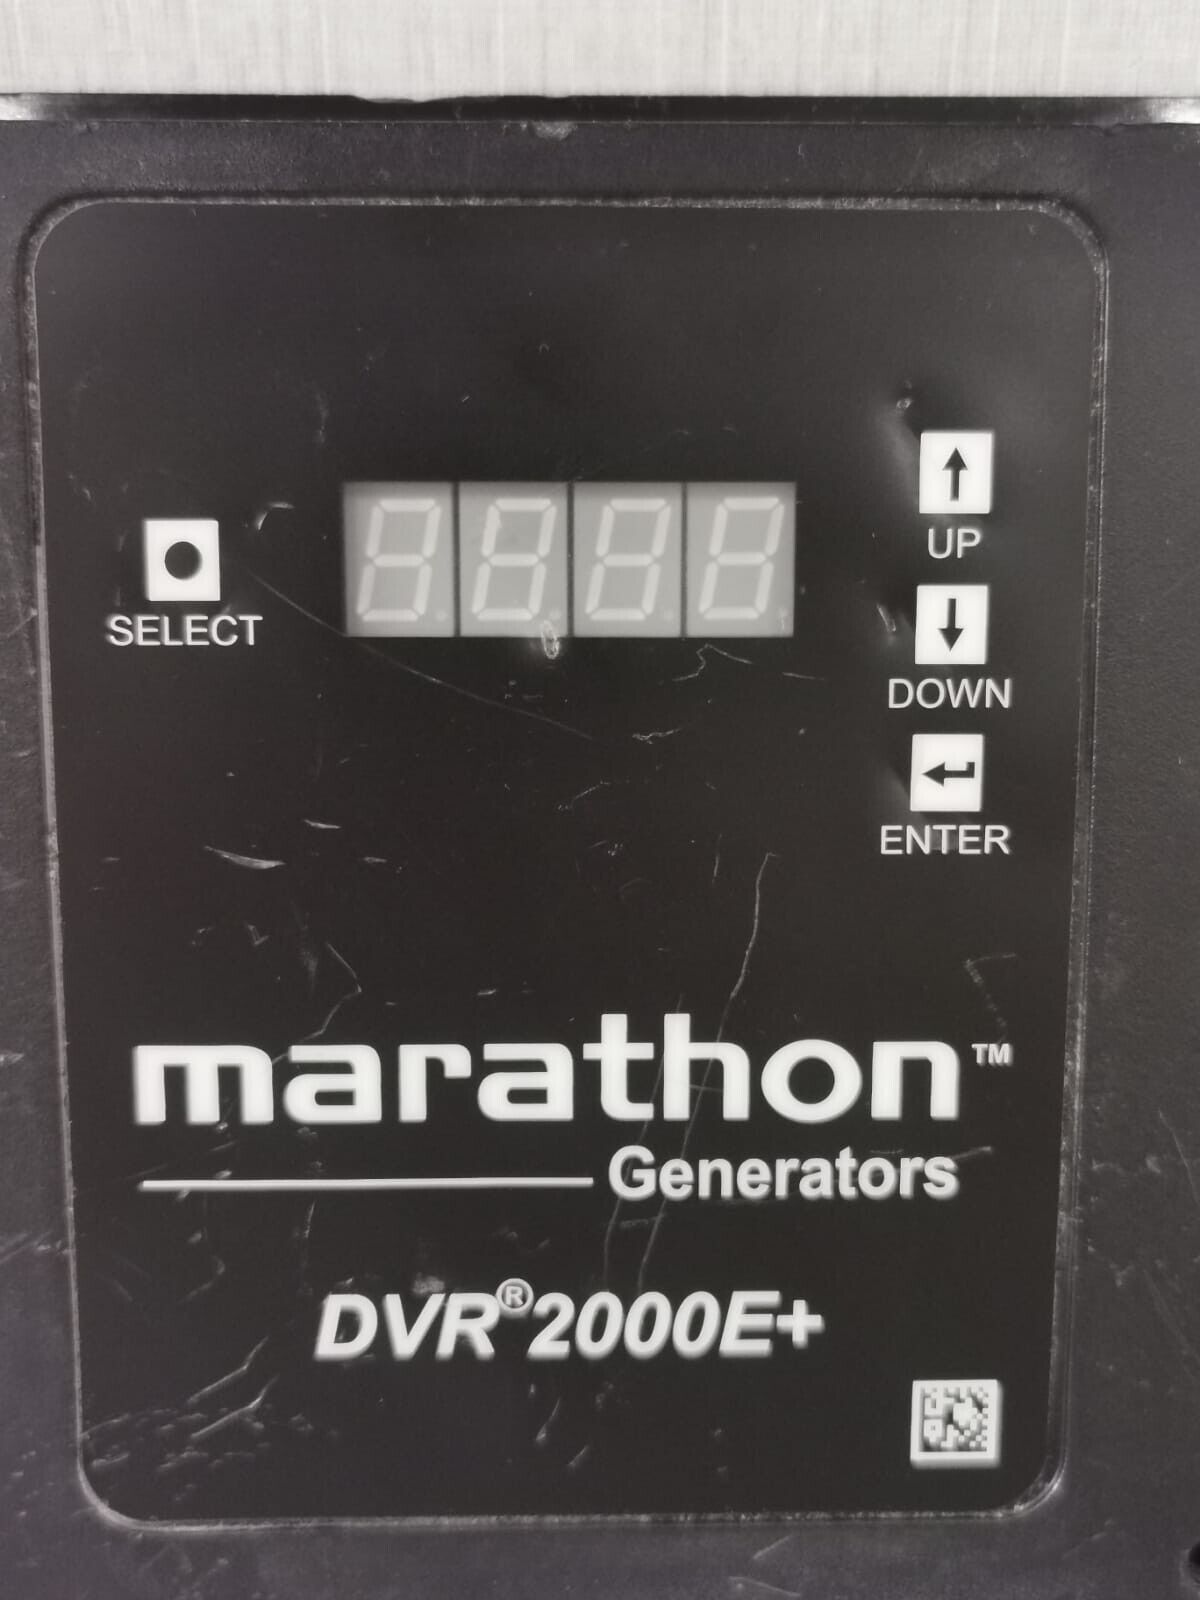 SELECT
UP
DOWN
ENTER
marathon™
Generators
DVR®2000E+